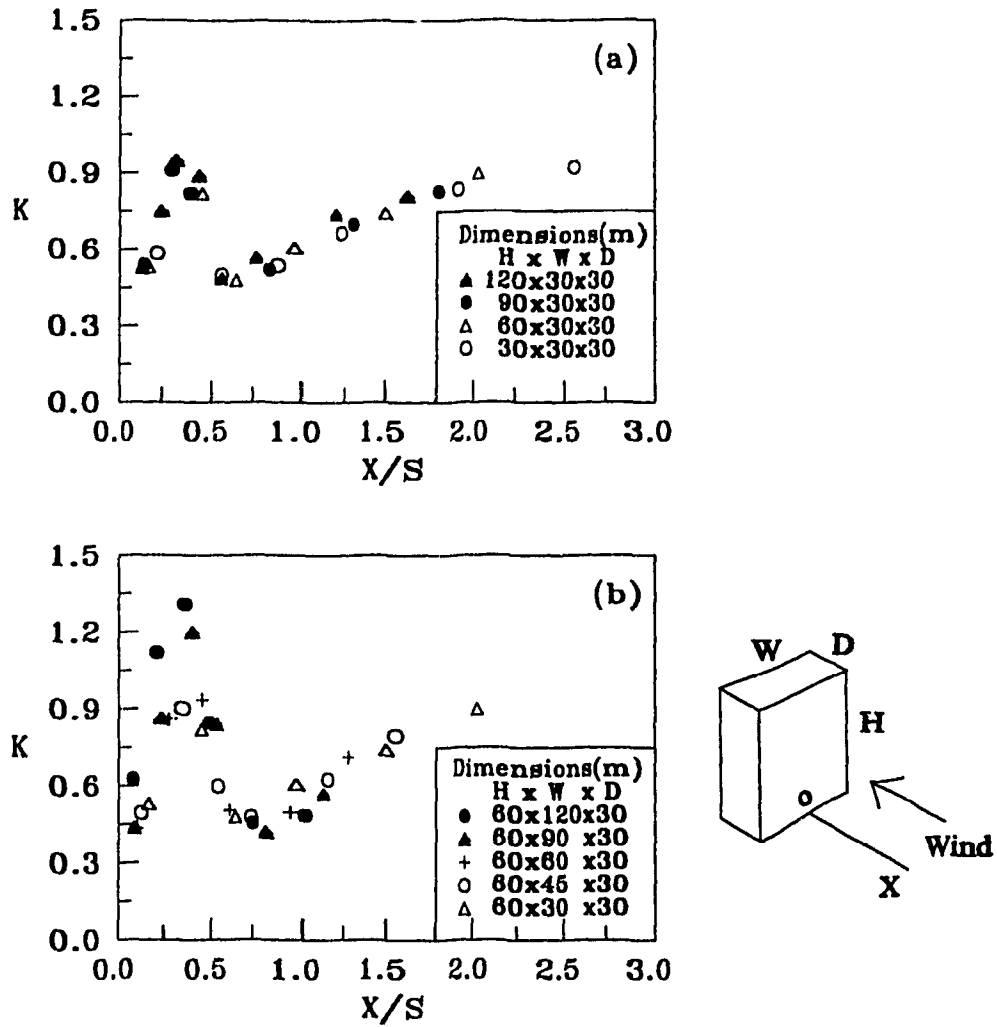 1.5
(a)
1.2
0.9
K
0.6
Dimensions(m)
H x W x D
120x30x30
90x30x30
60x30x30
30x30x30
0.3
0.0
0.0 0.5 1.0 1.5 2.0 2.5 3.0
X/S
1.5
(b)
1.2
0.9
K
0.6
Dimensions(m)
H x W x D
60x120x30
60x90 x30
60x60 x30
60x45 x30
60x30 x30
0.3
0.0
0.0 0.5 1.0 1.5 2.0 2.5 3.0
X/S
W
D
H
O
Wind
X